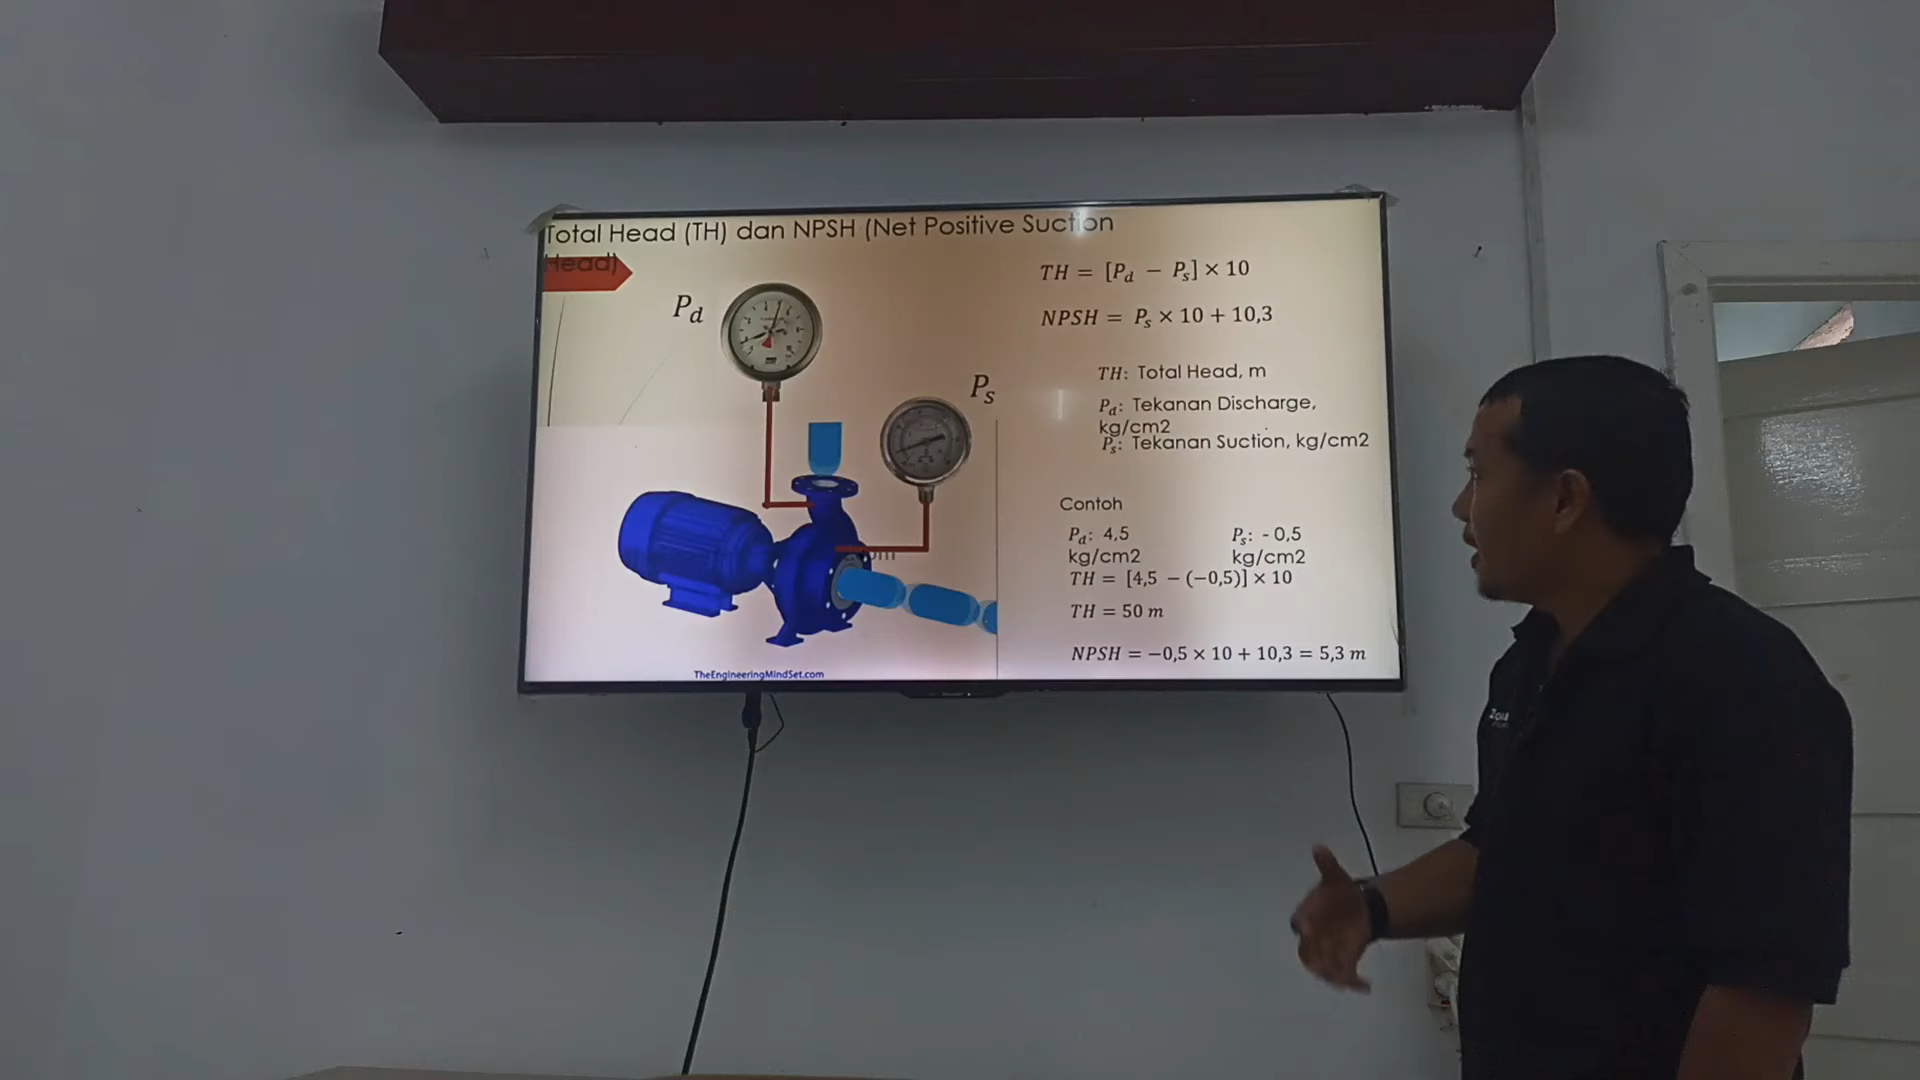 Total Head (TH) dan NPSH (Net Positive Suction
Head)
P_d
P_s
TH = [P_d − P_s] × 10
NPSH = P_s × 10 + 10,3
TH: Total Head, m
P_d: Tekanan Discharge,
kg/cm2
P_s: Tekanan Suction, kg/cm2
Contoh
P_d: 4,5
kg/cm2
P_s: - 0,5
kg/cm2
TH = [4,5 − (−0,5)] × 10
TH = 50 m
NPSH = −0,5 × 10 + 10,3 = 5,3 m
TheEngineeringMindSet.com